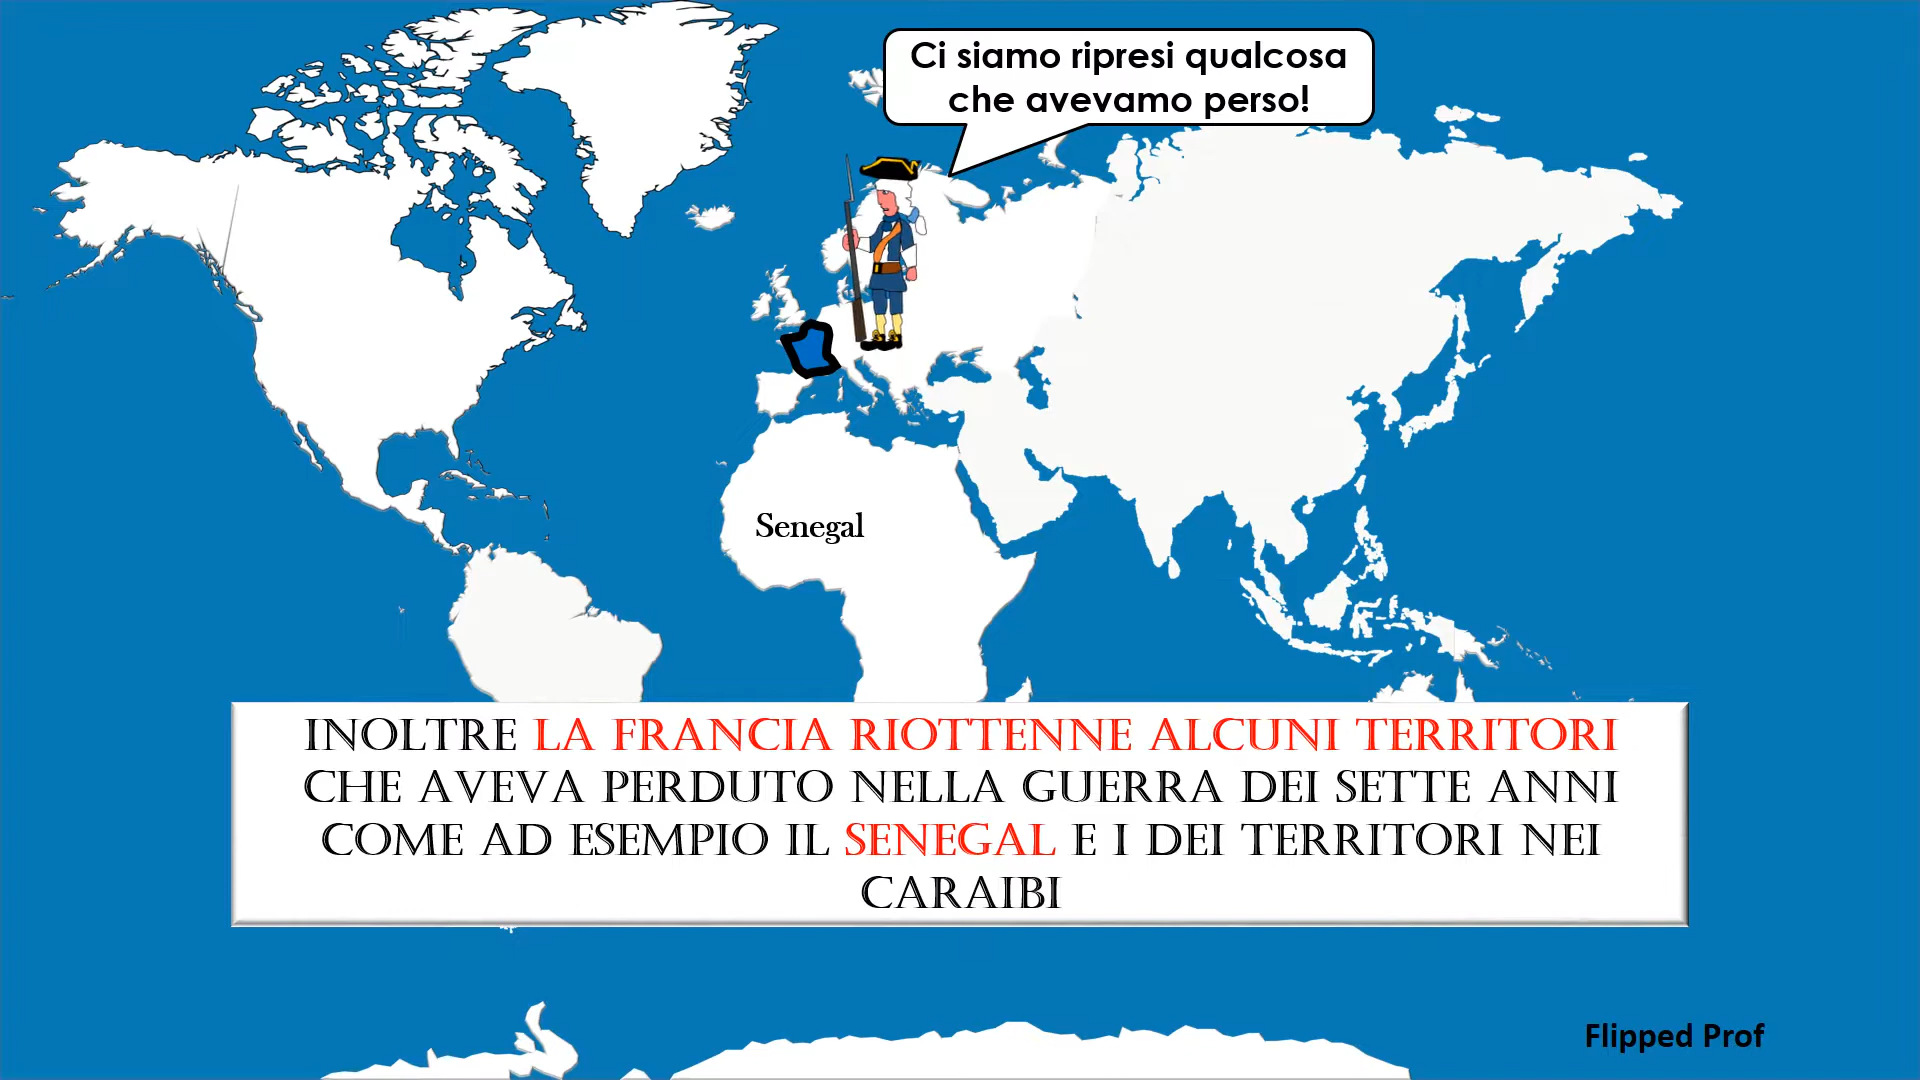 Ci siamo ripresi qualcosa
che avevamo perso!
Senegal
INOLTRE LA FRANCIA RIOTTENNE ALCUNI TERRITORI
CHE AVEVA PERDUTO NELLA GUERRA DEI SETTE ANNI
COME AD ESEMPIO IL SENEGAL E I DEI TERRITORI NEI
CARAIBI
Flipped Prof